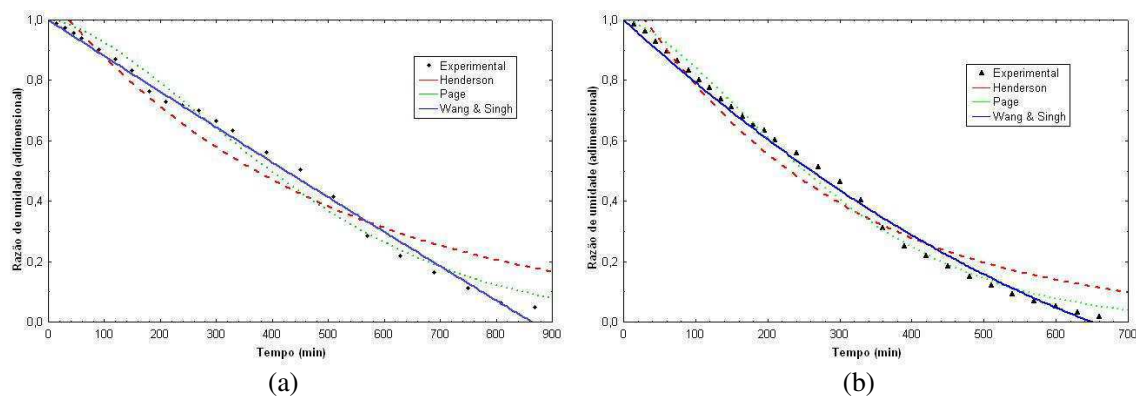 1,0
0,8
0,6
0,4
0,2
0,0
Razão de umidade (adimensional)
0 100 200 300 400 500 600 700 800 900
Tempo (min)
Experimental
Henderson
Page
Wang & Singh
(a)
1,0
0,8
0,6
0,4
0,2
0,0
Razão de umidade (adimensional)
0 100 200 300 400 500 600 700
Tempo (min)
Experimental
Henderson
Page
Wang & Singh
(b)